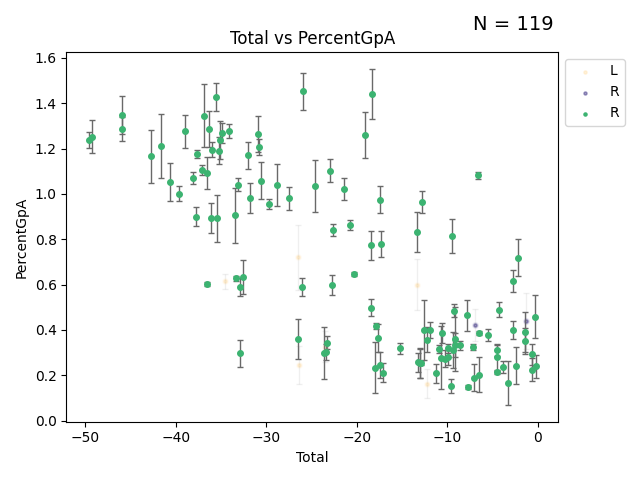 N = 119
Total vs PercentGpA
L
R
R
PercentGpA
1.6
1.4
1.2
1.0
0.8
0.6
0.4
0.2
0.0
−50
−40
−30
−20
−10
0
Total